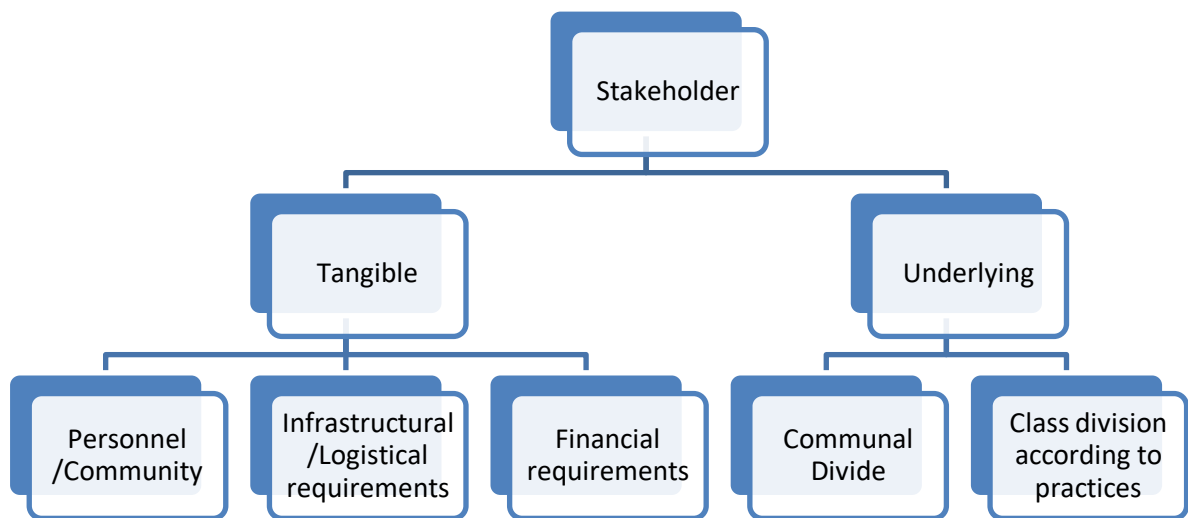 Stakeholder
Tangible
Underlying
Personnel
/Community
Infrastructural
/Logistical
requirements
Financial
requirements
Communal
Divide
Class division
according to
practices